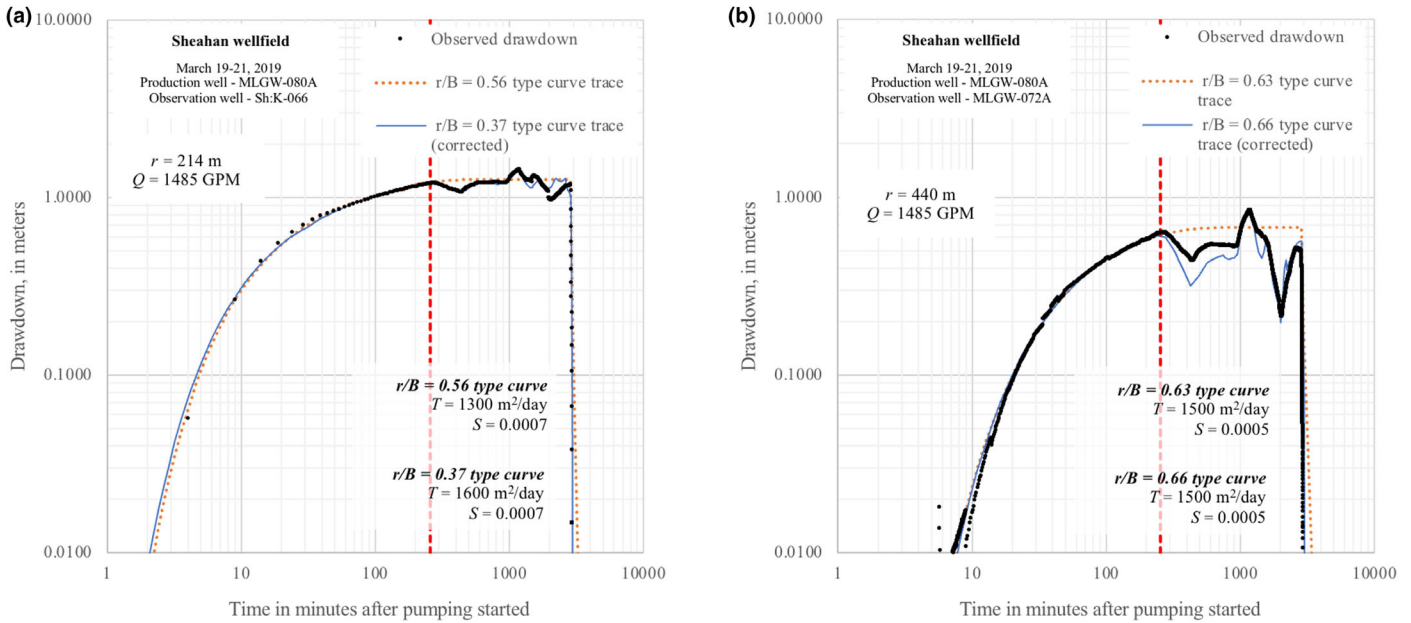 (a)
10.0000
1.0000
0.1000
0.0100
Drawdown, in meters
Sheahan wellfield
March 19-21, 2019
Production well - MLGW-080A
Observation well - Sh:K-066
r = 214 m
Q = 1485 GPM
Observed drawdown
r/B = 0.56 type curve trace
r/B = 0.37 type curve trace
(corrected)
r/B = 0.56 type curve
T = 1300 m²/day
S = 0.0007
r/B = 0.37 type curve
T = 1600 m²/day
S = 0.0007
1
10
100
1000
10000
Time in minutes after pumping started
(b)
10.0000
1.0000
0.1000
0.0100
Drawdown, in meters
Sheahan wellfield
March 19-21, 2019
Production well - MLGW-080A
Observation well - MLGW-072A
r = 440 m
Q = 1485 GPM
Observed drawdown
r/B = 0.63 type curve
trace
r/B = 0.66 type curve
trace (corrected)
r/B = 0.63 type curve
T = 1500 m²/day
S = 0.0005
r/B = 0.66 type curve
T = 1500 m²/day
S = 0.0005
1
10
100
1000
10000
Time in minutes after pumping started